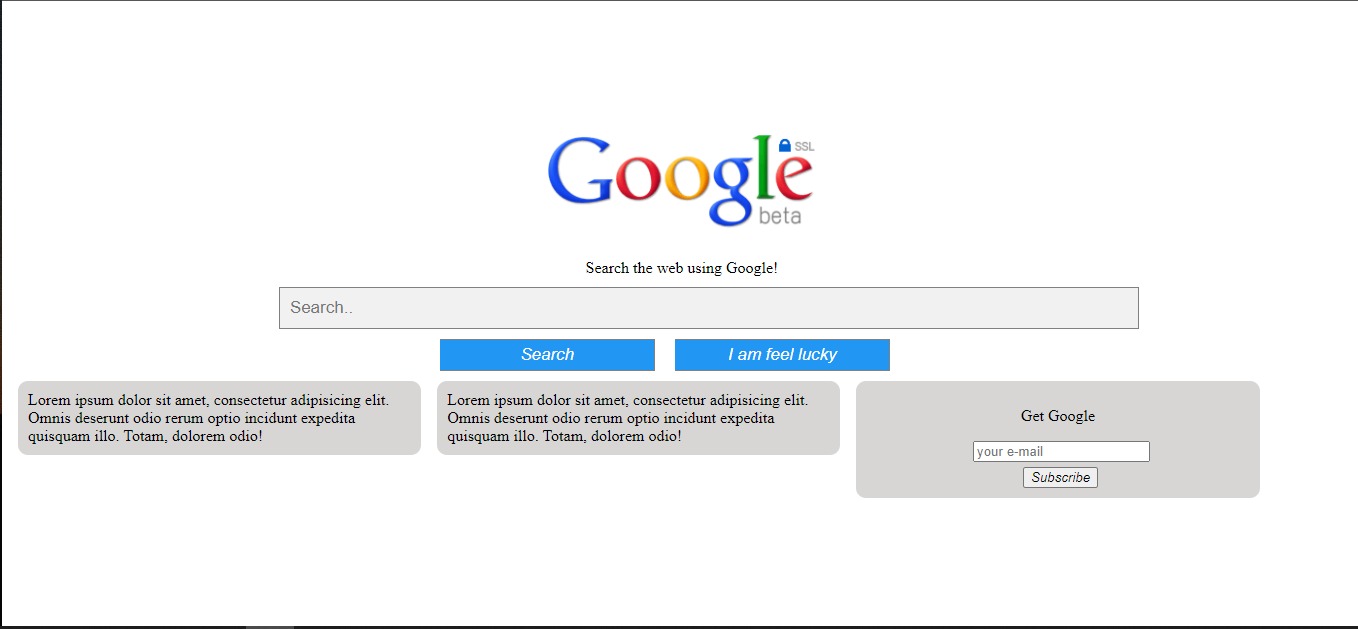 Google
SSL
beta
Search the web using Google!
Search..
Search
I am feel lucky
Lorem ipsum dolor sit amet, consectetur adipisicing elit.
Omnis deserunt odio rerum optio incidunt expedita
quisquam illo. Totam, dolorem odio!
Lorem ipsum dolor sit amet, consectetur adipisicing elit.
Omnis deserunt odio rerum optio incidunt expedita
quisquam illo. Totam, dolorem odio!
Get Google
your e-mail
Subscribe